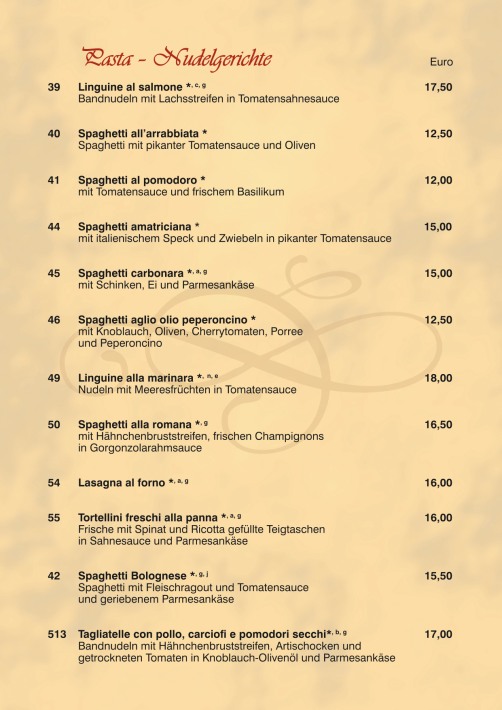 Pasta - Nudelgerichte
Euro
39 Linguine al salmone *, c, g 17,50
Bandnudeln mit Lachsstreifen in Tomatensahnesauce
40 Spaghetti all'arrabbiata * 12,50
Spaghetti mit pikanter Tomatensauce und Oliven
41 Spaghetti al pomodoro * 12,00
mit Tomatensauce und frischem Basilikum
44 Spaghetti amatriciana * 15,00
mit italienischem Speck und Zwiebeln in pikanter Tomatensauce
45 Spaghetti carbonara *, a, g 15,00
mit Schinken, Ei und Parmesankäse
46 Spaghetti aglio olio peperoncino * 12,50
mit Knoblauch, Oliven, Cherrytomaten, Porree
und Peperoncino
49 Linguine alla marinara *, n, e 18,00
Nudeln mit Meeresfrüchten in Tomatensauce
50 Spaghetti alla romana *, g 16,50
mit Hähnchenbruststreifen, frischen Champignons
in Gorgonzolarahmsauce
54 Lasagna al forno *, a, g 16,00
55 Tortellini freschi alla panna *, a, g 16,00
Frische mit Spinat und Ricotta gefüllte Teigtaschen
in Sahnesauce und Parmesankäse
42 Spaghetti Bolognese *, g, j 15,50
Spaghetti mit Fleischragout und Tomatensauce
und geriebenem Parmesankäse
513 Tagliatelle con pollo, carciofi e pomodori secchi*, b, g 17,00
Bandnudeln mit Hähnchenbruststreifen, Artischocken und
getrockneten Tomaten in Knoblauch-Olivenöl und Parmesankäse